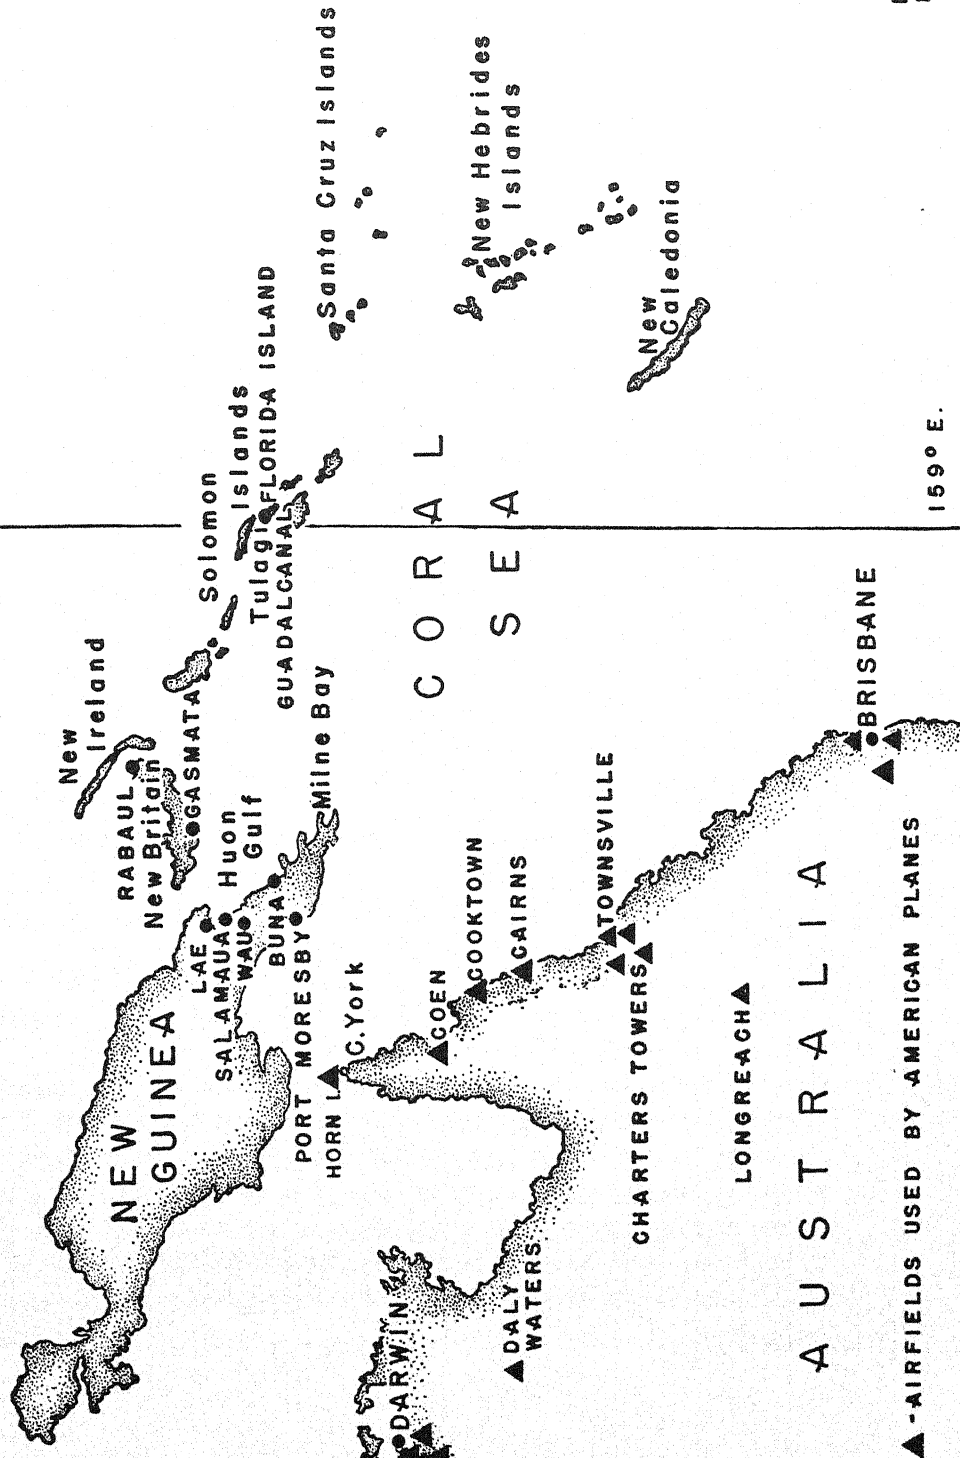 NEW
GUINEA
New
Ireland
RABAUL
New Britain
GASMATA
Solomon
Islands
Tulagi
FLORIDA ISLAND
GUADALCANAL
Santa Cruz Islands
New Hebrides
Islands
New
Caledonia
LAE
SALAMAUA
WAU
Huon
Gulf
BUNA
PORT MORESBY
Milne Bay
HORN I.
C.York
CORAL
SEA
COEN
COOKTOWN
CAIRNS
TOWNSVILLE
CHARTERS TOWERS
DARWIN
DALY
WATERS
LONGREACH
BRISBANE
AUSTRALIA
159° E.
-AIRFIELDS USED BY AMERICAN PLANES